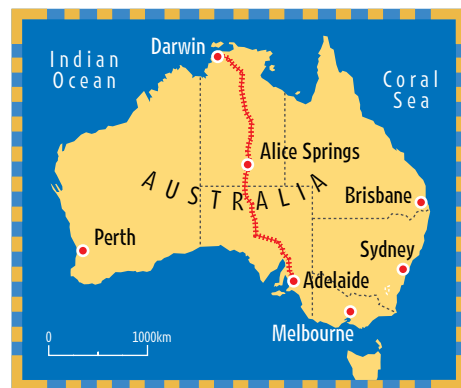 Darwin
Indian
Ocean
Coral
Sea
Alice Springs
AUSTRALIA
Brisbane
Perth
Sydney
Adelaide
Melbourne
0 1000km